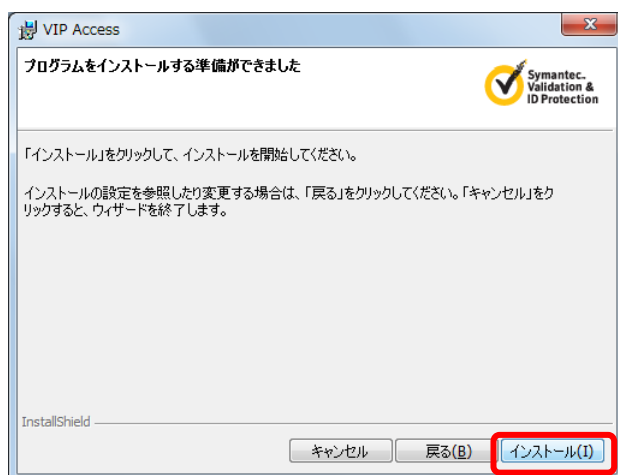 VIP Access
プログラムをインストールする準備ができました
Symantec.
Validation &
ID Protection
「インストール」をクリックして、インストールを開始してください。
インストールの設定を参照したり変更する場合は、「戻る」をクリックしてください。「キャンセル」をク
リックすると、ウィザードを終了します。
InstallShield
キャンセル 戻る(B) インストール(I)